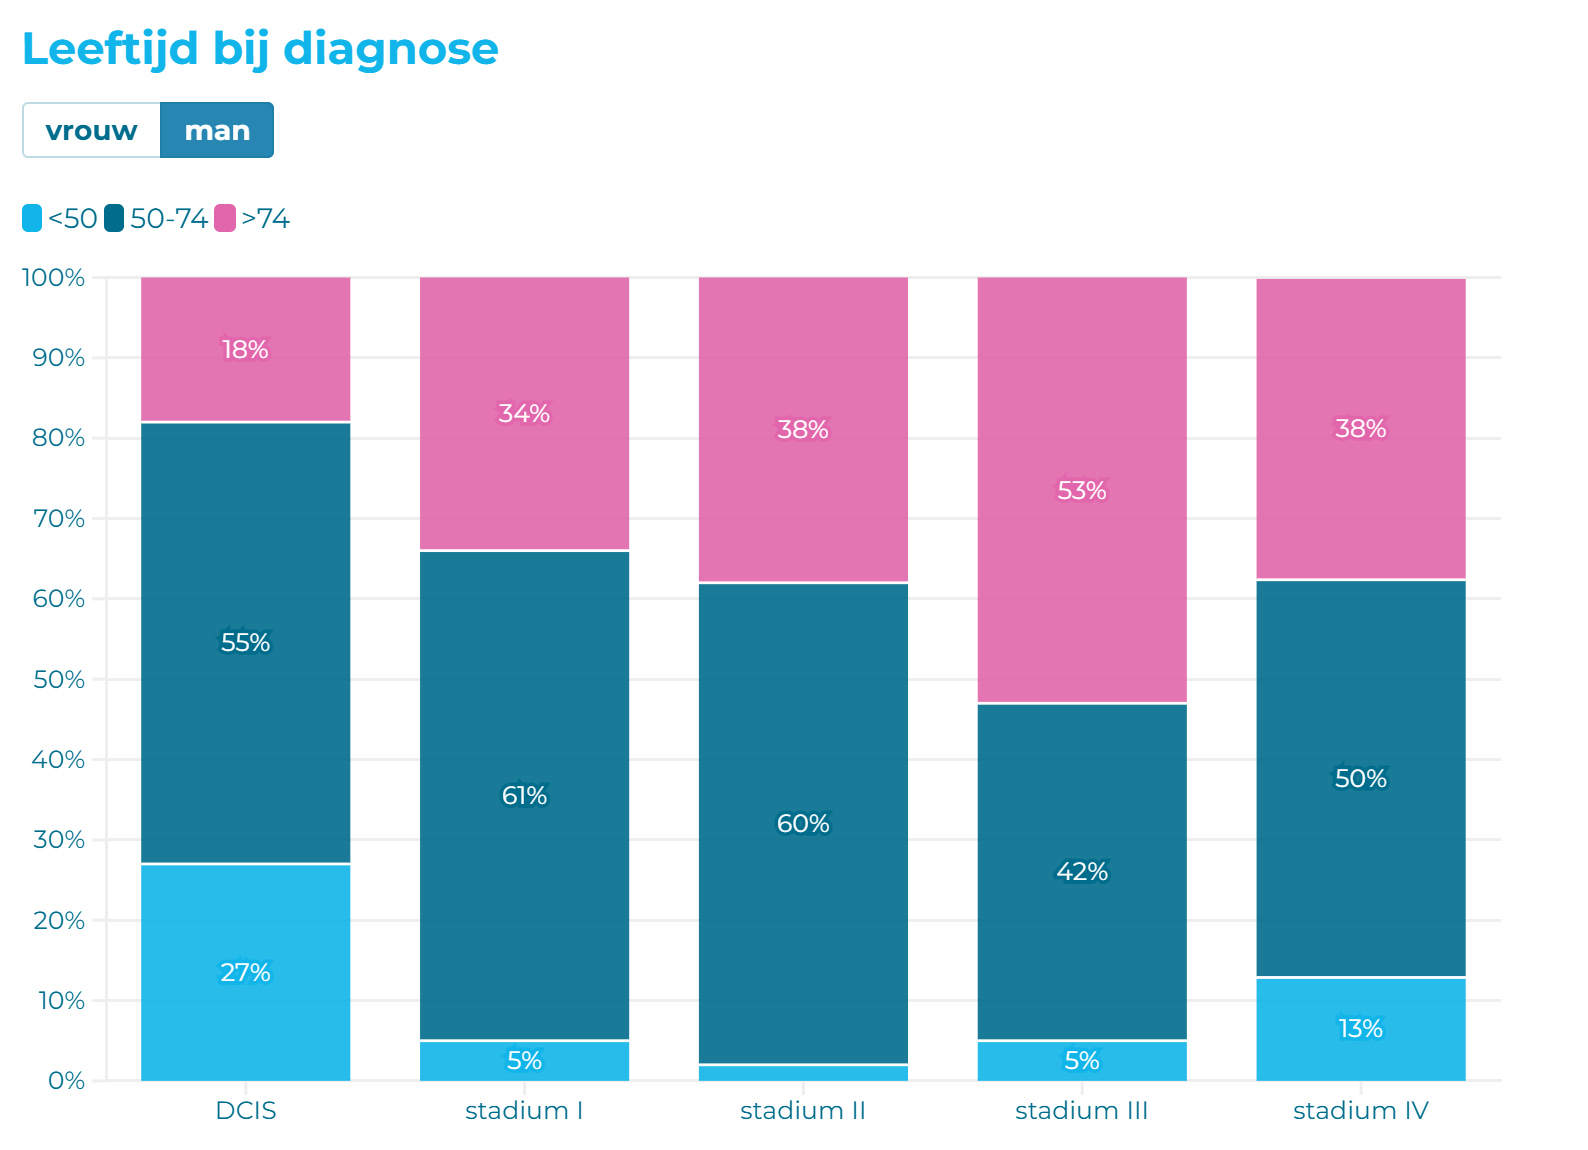 Leeftijd bij diagnose
vrouw man
<50 50-74 >74
100%
90%
80%
70%
60%
50%
40%
30%
20%
10%
0%
18% 34% 38% 53% 38%
55% 61% 60% 42% 50%
27% 5% 5% 13%
DCIS stadium I stadium II stadium III stadium IV